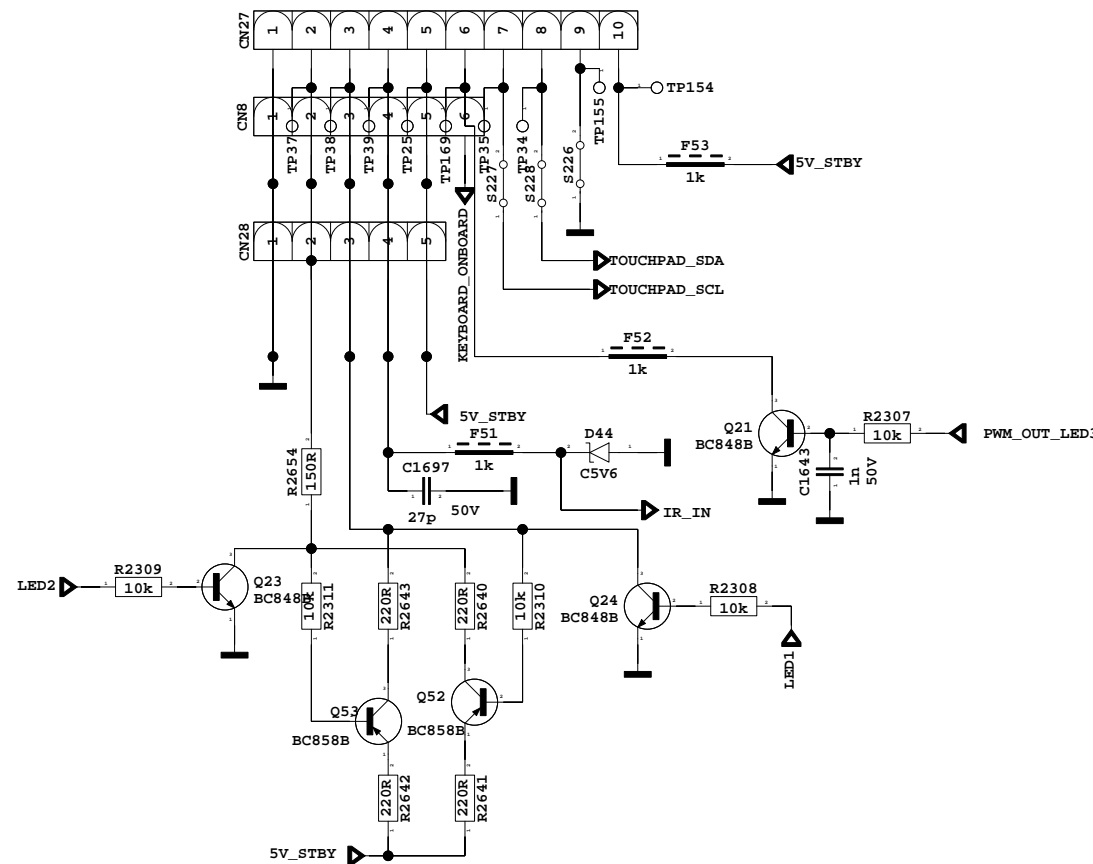 CN27
1 2 3 4 5 6 7 8 9 10
TP154
CN8
1 2 3 4 5 6
TP37
TP38
TP39
TP25
TP169
TP35
TP34
TP155
S227
S228
S226
F53
1k
5V_STBY
CN28
1 2 3 4 5
KEYBOARD_ONBOARD
TOUCHPAD_SDA
TOUCHPAD_SCL
F52
1k
5V_STBY
F51
1k
D44
C5V6
Q21
BC848B
R2307
10k
PWM_OUT_LED3
C1643
1n
50V
R2654
150R
C1697
27p
50V
IR_IN
LED2
R2309
10k
Q23
BC848B
10k
R2311
220R
R2643
220R
R2640
10k
R2310
Q24
BC848B
R2308
10k
LED1
Q53
BC858B
Q52
BC858B
220R
R2642
220R
R2641
5V_STBY